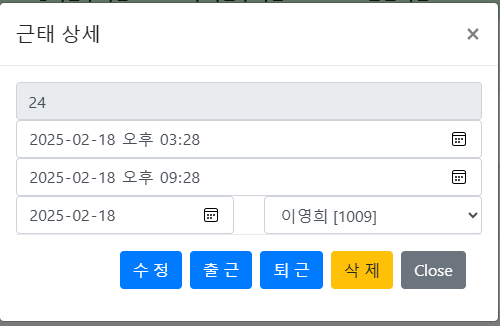 근태 상세 ×
24
2025-02-18 오후 03:28
2025-02-18 오후 09:28
2025-02-18 이영희 [1009]
수 정 출 근 퇴 근 삭 제 Close